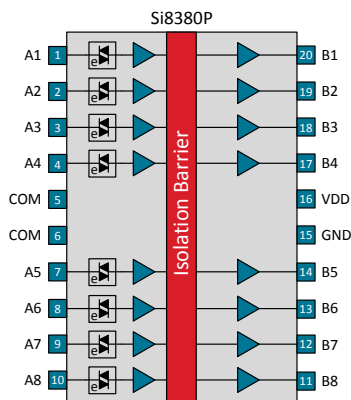 Si8380P
A1 1 20 B1
e
A2 2 19 B2
e
A3 3 18 B3
e
A4 4 17 B4
e
COM 5 16 VDD
COM 6 15 GND
Isolation Barrier
A5 7 14 B5
e
A6 8 13 B6
e
A7 9 12 B7
e
A8 10 11 B8
e